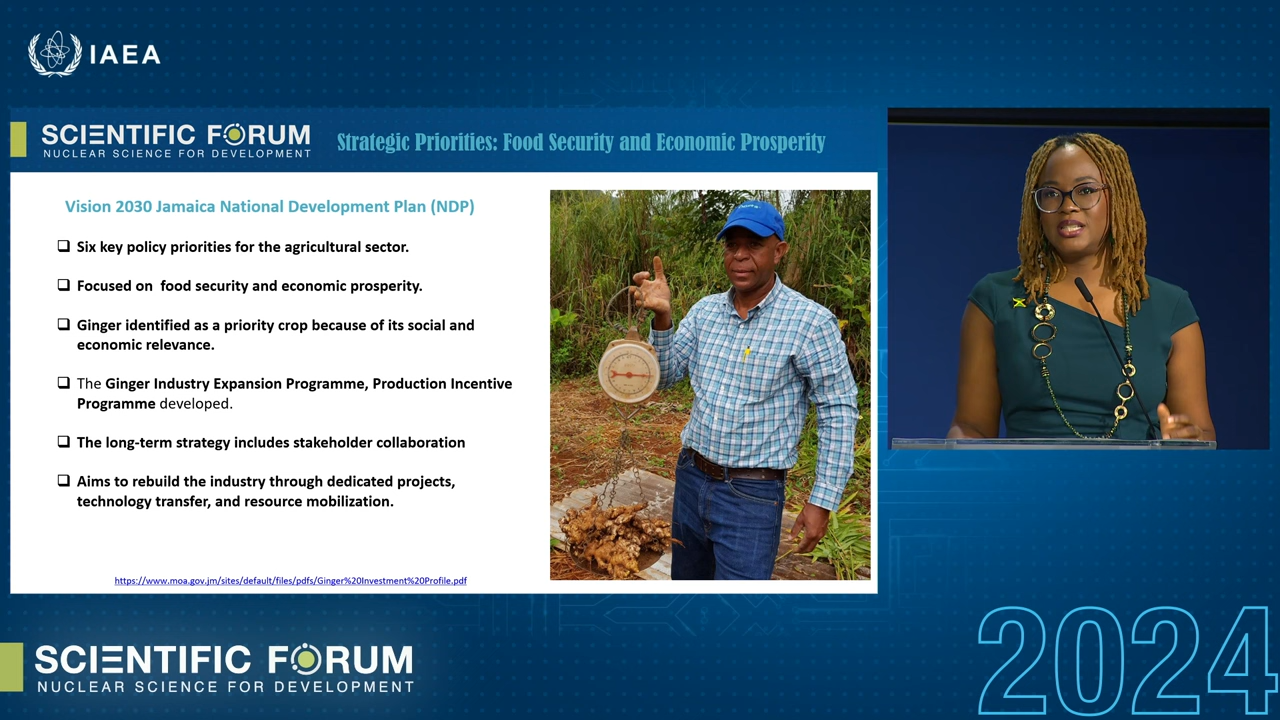 IAEA
SCIENTIFIC FORUM
NUCLEAR SCIENCE FOR DEVELOPMENT
Strategic Priorities: Food Security and Economic Prosperity
Vision 2030 Jamaica National Development Plan (NDP)
Six key policy priorities for the agricultural sector.
Focused on food security and economic prosperity.
Ginger identified as a priority crop because of its social and
economic relevance.
The Ginger Industry Expansion Programme, Production Incentive
Programme developed.
The long-term strategy includes stakeholder collaboration
Aims to rebuild the industry through dedicated projects,
technology transfer, and resource mobilization.
https://www.moa.gov.jm/sites/default/files/pdfs/Ginger%20Investment%20Profile.pdf
SCIENTIFIC FORUM
NUCLEAR SCIENCE FOR DEVELOPMENT
2024